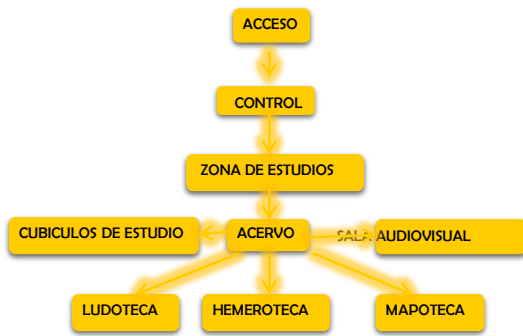 ACCESO
CONTROL
ZONA DE ESTUDIOS
CUBICULOS DE ESTUDIO
ACERVO
SALA AUDIOVISUAL
LUDOTECA
HEMEROTECA
MAPOTECA